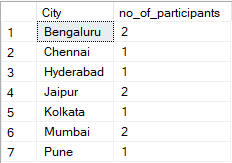 City no_of_participants
1 Bengaluru 2
2 Chennai 1
3 Hyderabad 1
4 Jaipur 2
5 Kolkata 1
6 Mumbai 2
7 Pune 1